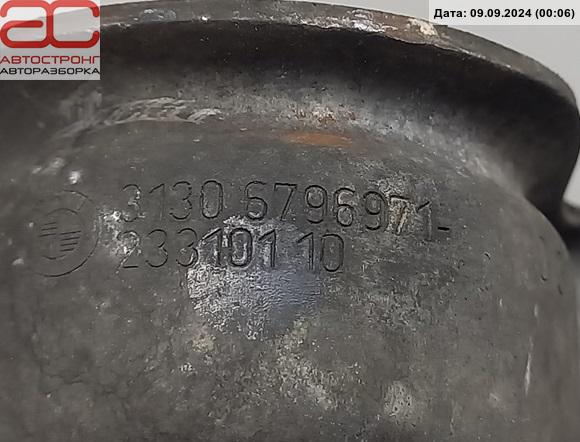 Дата: 09.09.2024 (00:06)
АС
АВТОСТРОНГ
АВТОРАЗБОРКА
3130 6796971-
233101 10